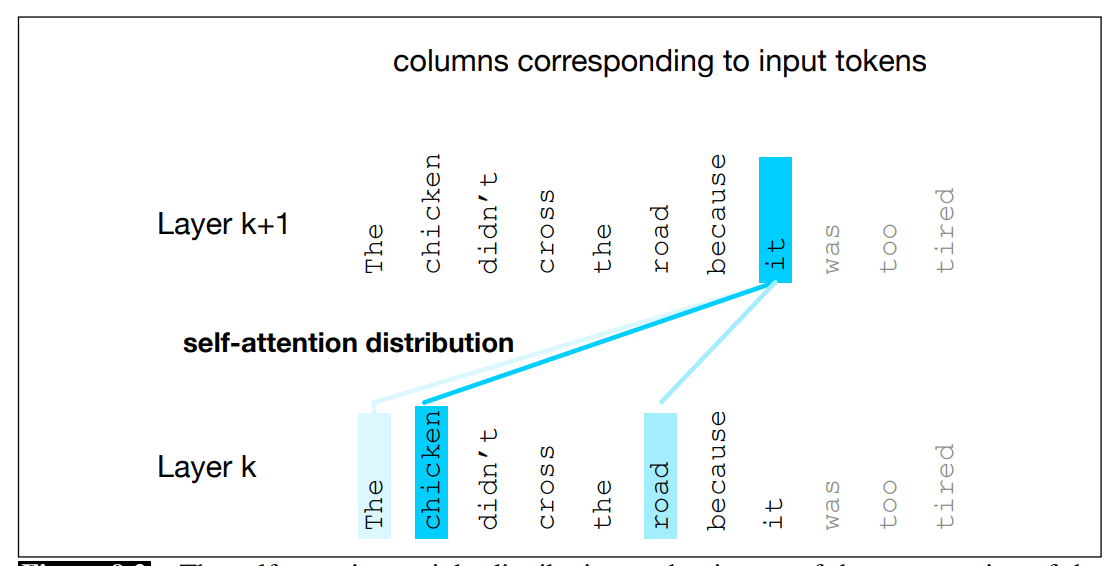 columns corresponding to input tokens
Layer k+1
The chicken didn’t cross the road because it was too tired
self-attention distribution
Layer k
The chicken didn’t cross the road because it was too tired